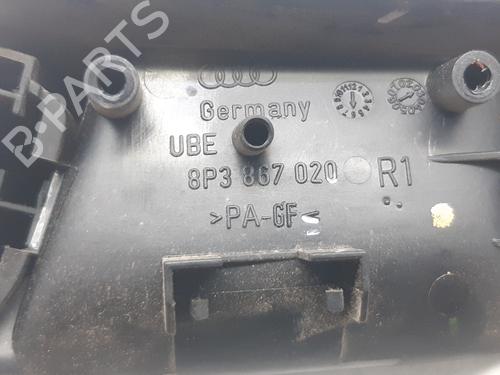 B-PARTS
Germany
UBE
8P3 867 020 R1
>PA-GF<